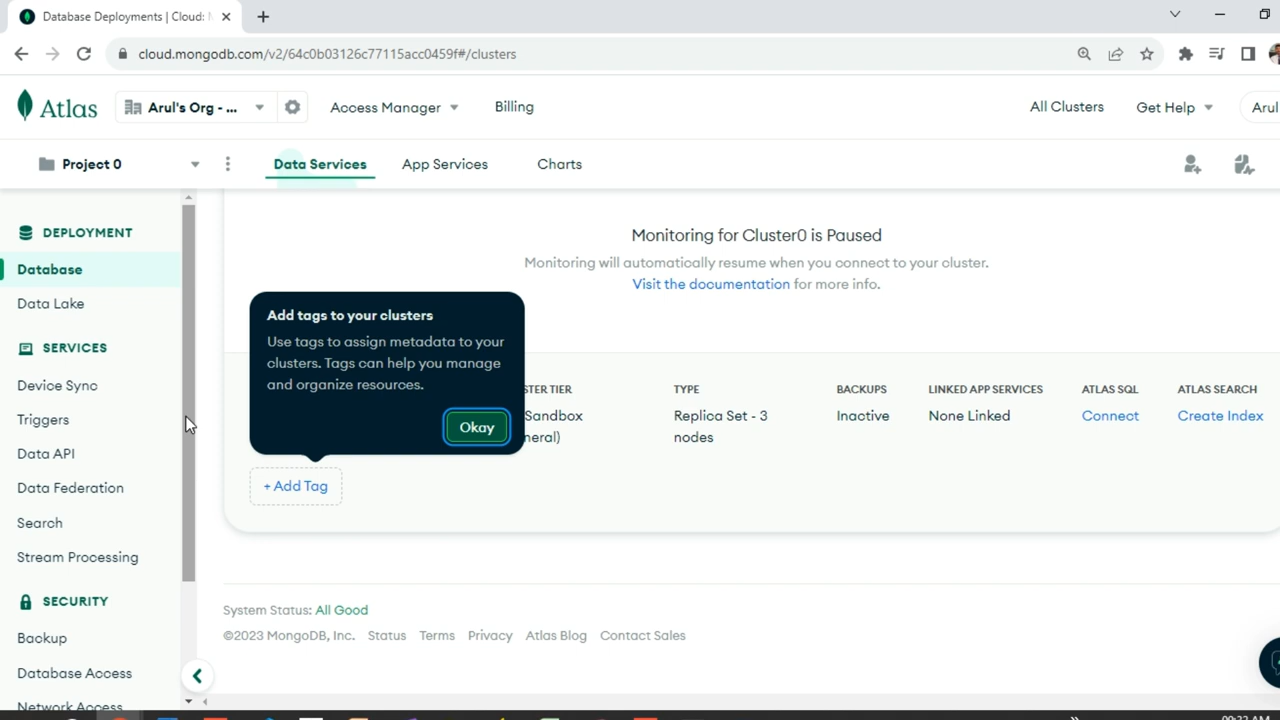 Database Deployments | Cloud:
cloud.mongodb.com/v2/64c0b03126c77115acc0459f#/clusters
Atlas
Arul's Org - ...
Access Manager
Billing
All Clusters
Get Help
Arul
Project 0
Data Services
App Services
Charts
DEPLOYMENT
Database
Data Lake
SERVICES
Device Sync
Triggers
Data API
Data Federation
Search
Stream Processing
SECURITY
Backup
Database Access
Network Access
Monitoring for Cluster0 is Paused
Monitoring will automatically resume when you connect to your cluster.
Visit the documentation for more info.
Add tags to your clusters
Use tags to assign metadata to your
clusters. Tags can help you manage
and organize resources.
Okay
TYPE
BACKUPS
LINKED APP SERVICES
ATLAS SQL
ATLAS SEARCH
Sandbox
Replica Set - 3
nodes
Inactive
None Linked
Connect
Create Index
+ Add Tag
System Status: All Good
©2023 MongoDB, Inc.
Status
Terms
Privacy
Atlas Blog
Contact Sales